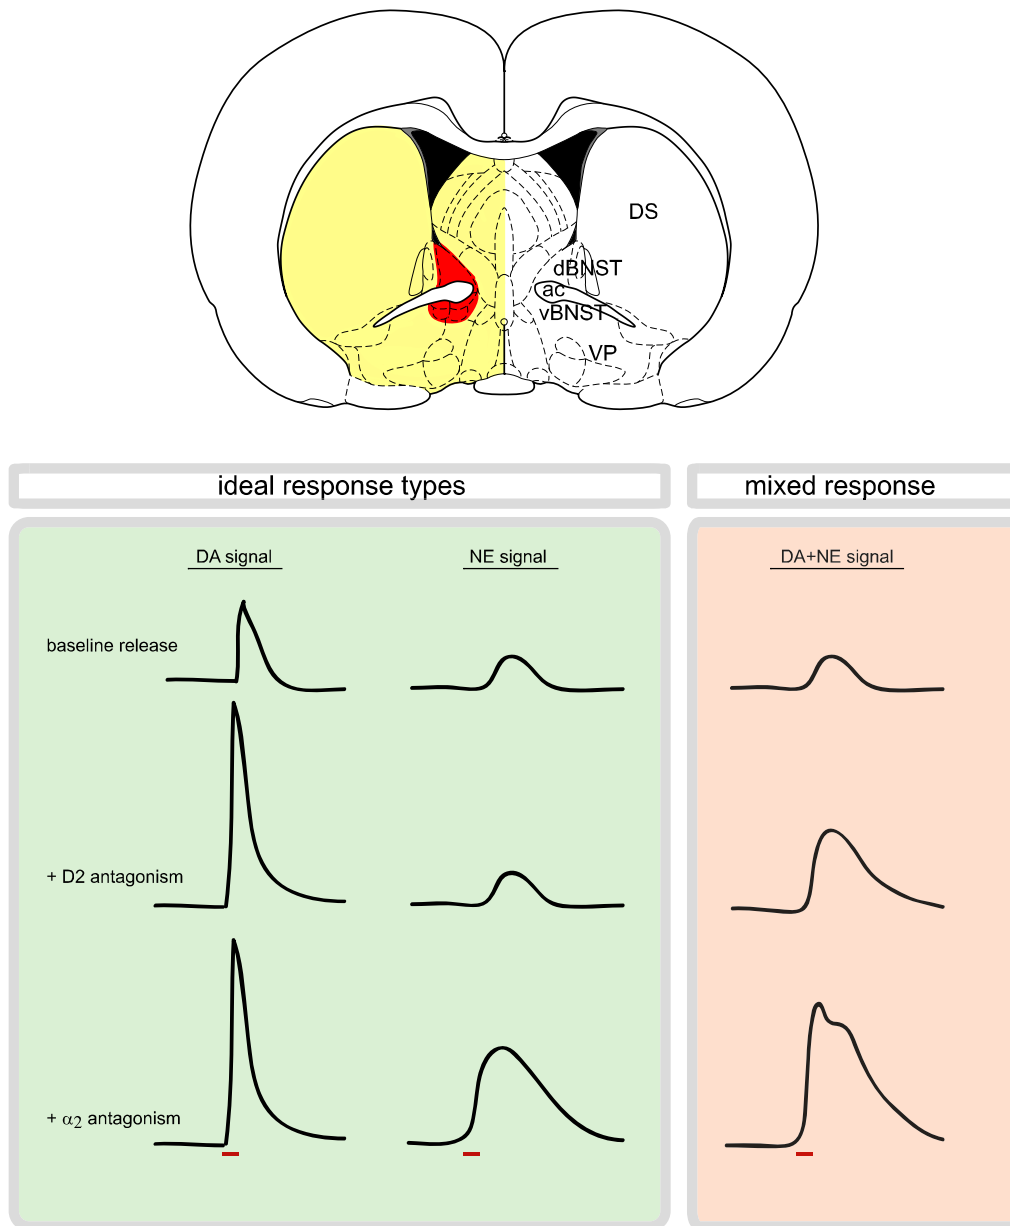 DS
dBNST
ac
vBNST
VP
ideal response types
mixed response
DA signal
NE signal
DA+NE signal
baseline release
+ D2 antagonism
+ α2 antagonism